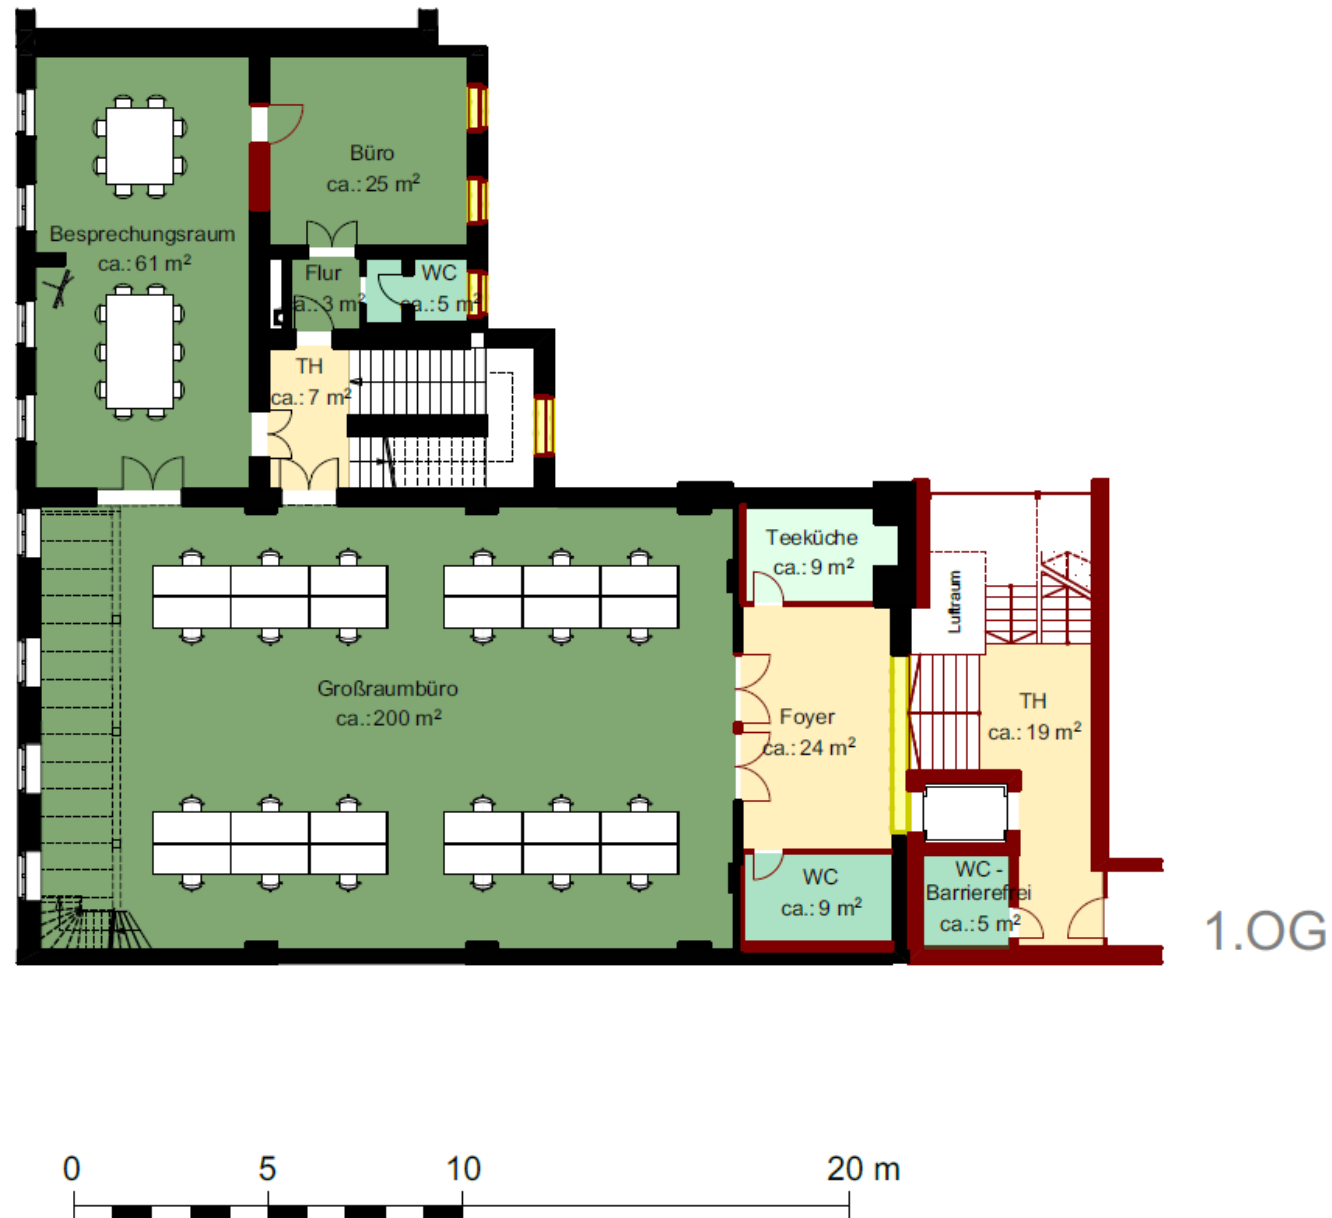 Büro
ca.: 25 m²
Besprechungsraum
ca.: 61 m²
Flur
a.: 3 m²
WC
ca.: 5 m²
TH
ca.: 7 m²
Teeküche
ca.: 9 m²
Luftraum
Großraumbüro
ca.: 200 m²
Foyer
ca.: 24 m²
TH
ca.: 19 m²
WC
ca.: 9 m²
WC -
Barrierefrei
ca.: 5 m²
1.OG
0 5 10 20 m